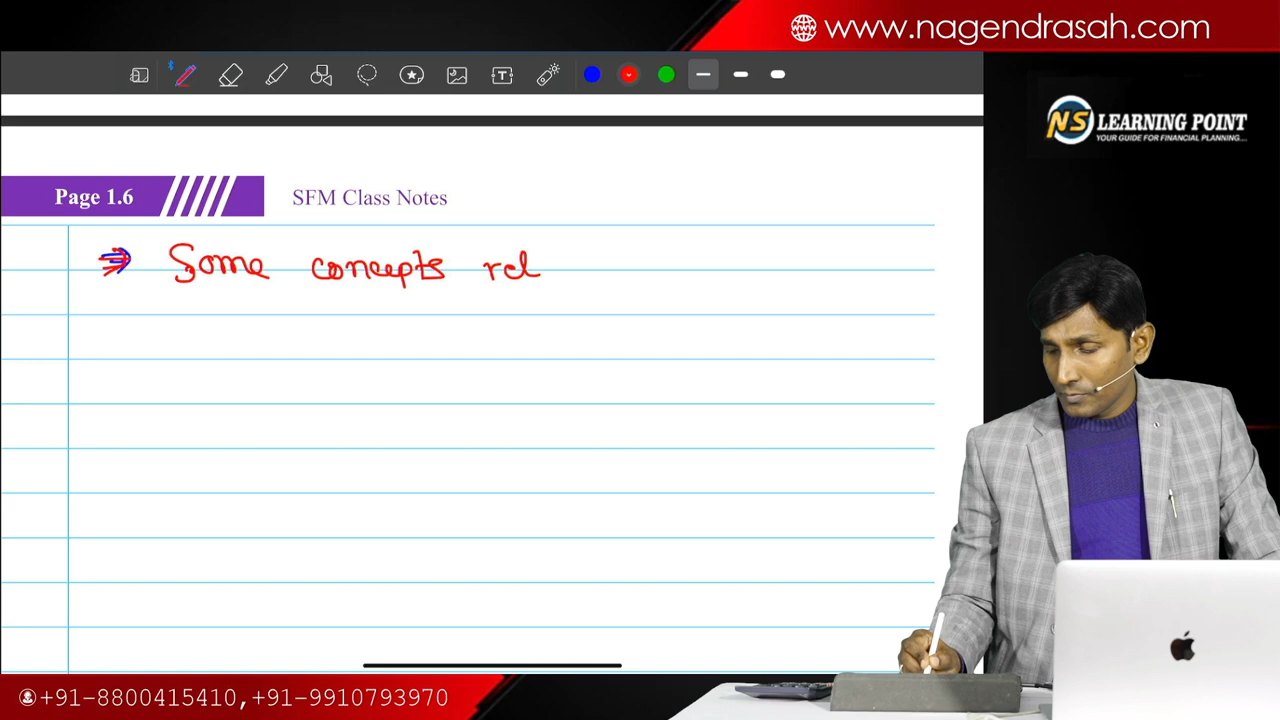 www.nagendrasah.com
NS LEARNING POINT
YOUR GUIDE FOR FINANCIAL PLANNING....
Page 1.6 SFM Class Notes
⇒ Some concepts rel
+91-8800415410,+91-9910793970